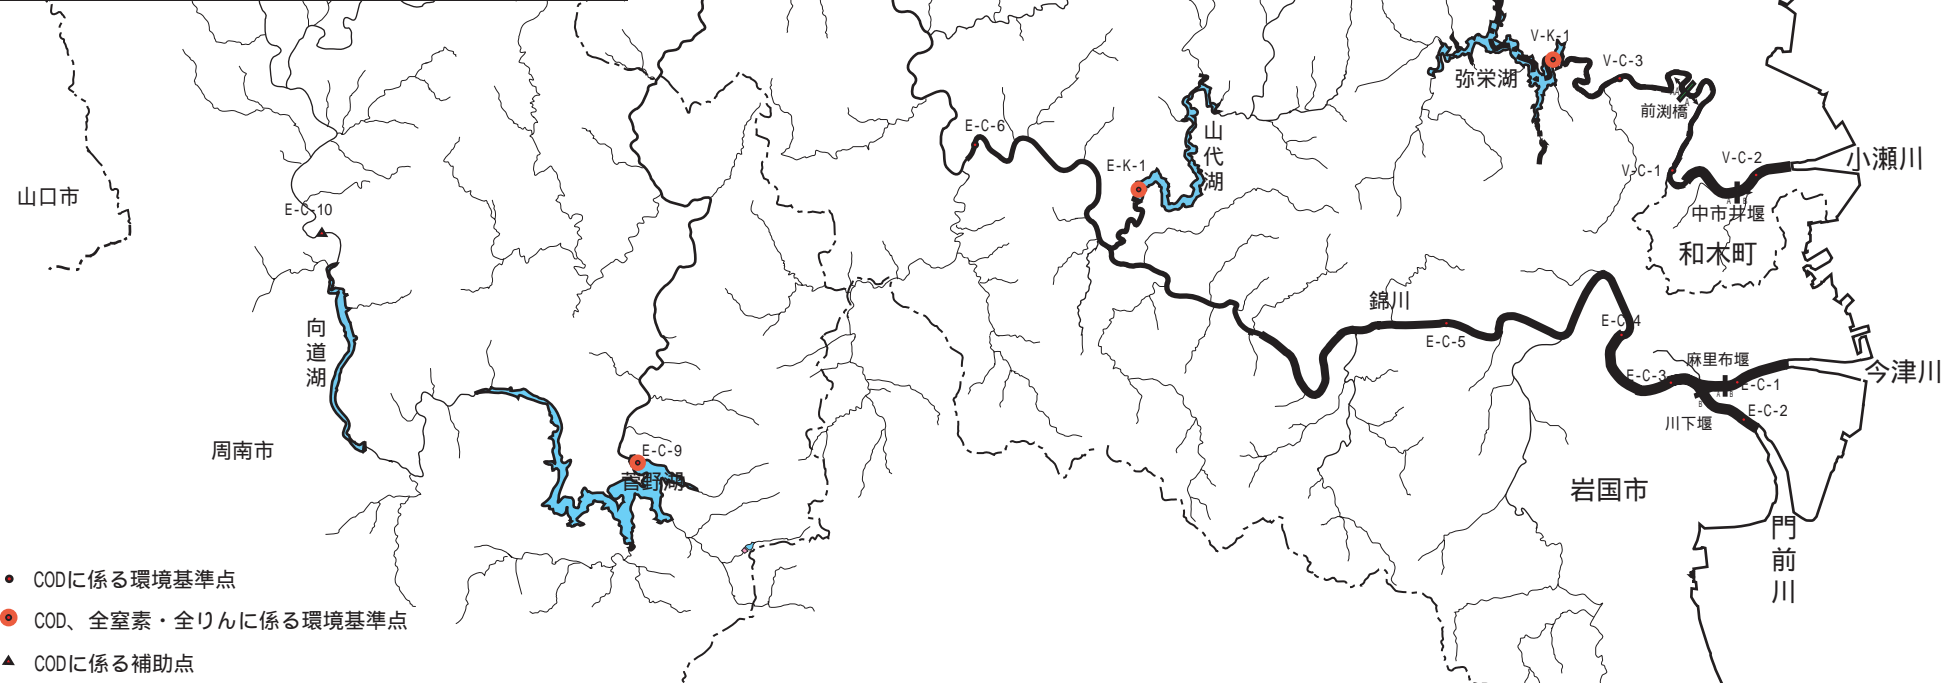 V-K-1
V-C-3
弥栄湖
前渕橋
E-C-6
山代湖
E-K-1
V-C-1
V-C-2
小瀬川
山口市
E-C-10
中市井堰
和木町
錦川
向道湖
E-C-4
E-C-5
麻里布堰
E-C-3
E-C-1
今津川
E-C-2
川下堰
周南市
E-C-9
菅野湖
岩国市
門前川
CODに係る環境基準点
COD、全窒素・全りんに係る環境基準点
CODに係る補助点